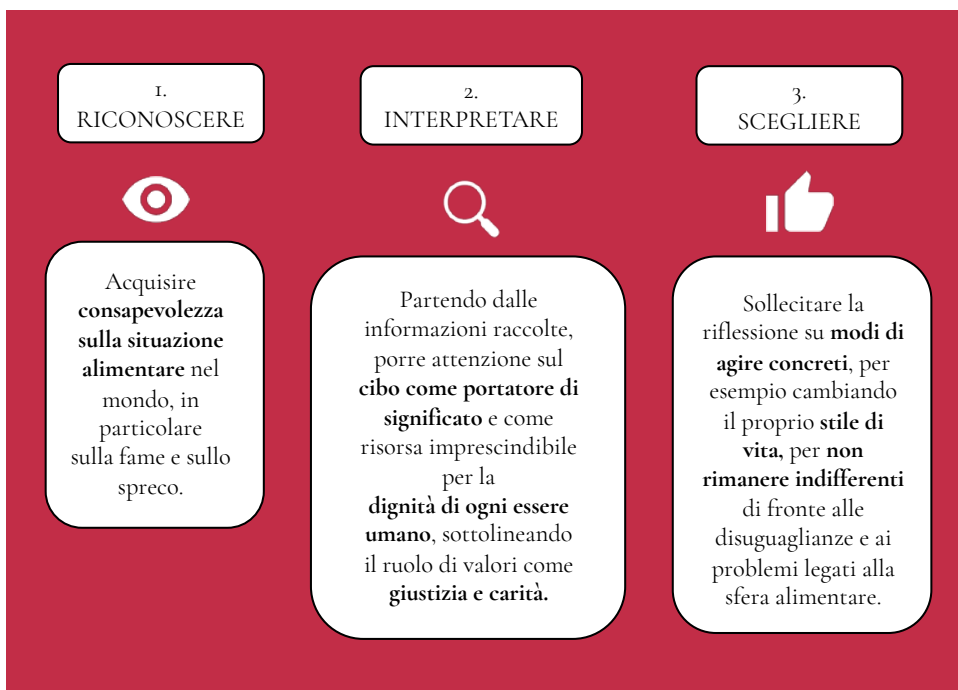 1.
RICONOSCERE
Acquisire
consapevolezza
sulla situazione
alimentare nel
mondo, in
particolare
sulla fame e sullo
spreco.
2.
INTERPRETARE
Partendo dalle
informazioni raccolte,
porre attenzione sul
cibo come portatore di
significato e come
risorsa imprescindibile
per la
dignità di ogni essere
umano, sottolineando
il ruolo di valori come
giustizia e carità.
3.
SCEGLIERE
Sollecitare la
riflessione su modi di
agire concreti, per
esempio cambiando
il proprio stile di
vita, per non
rimanere indifferenti
di fronte alle
disuguaglianze e ai
problemi legati alla
sfera alimentare.